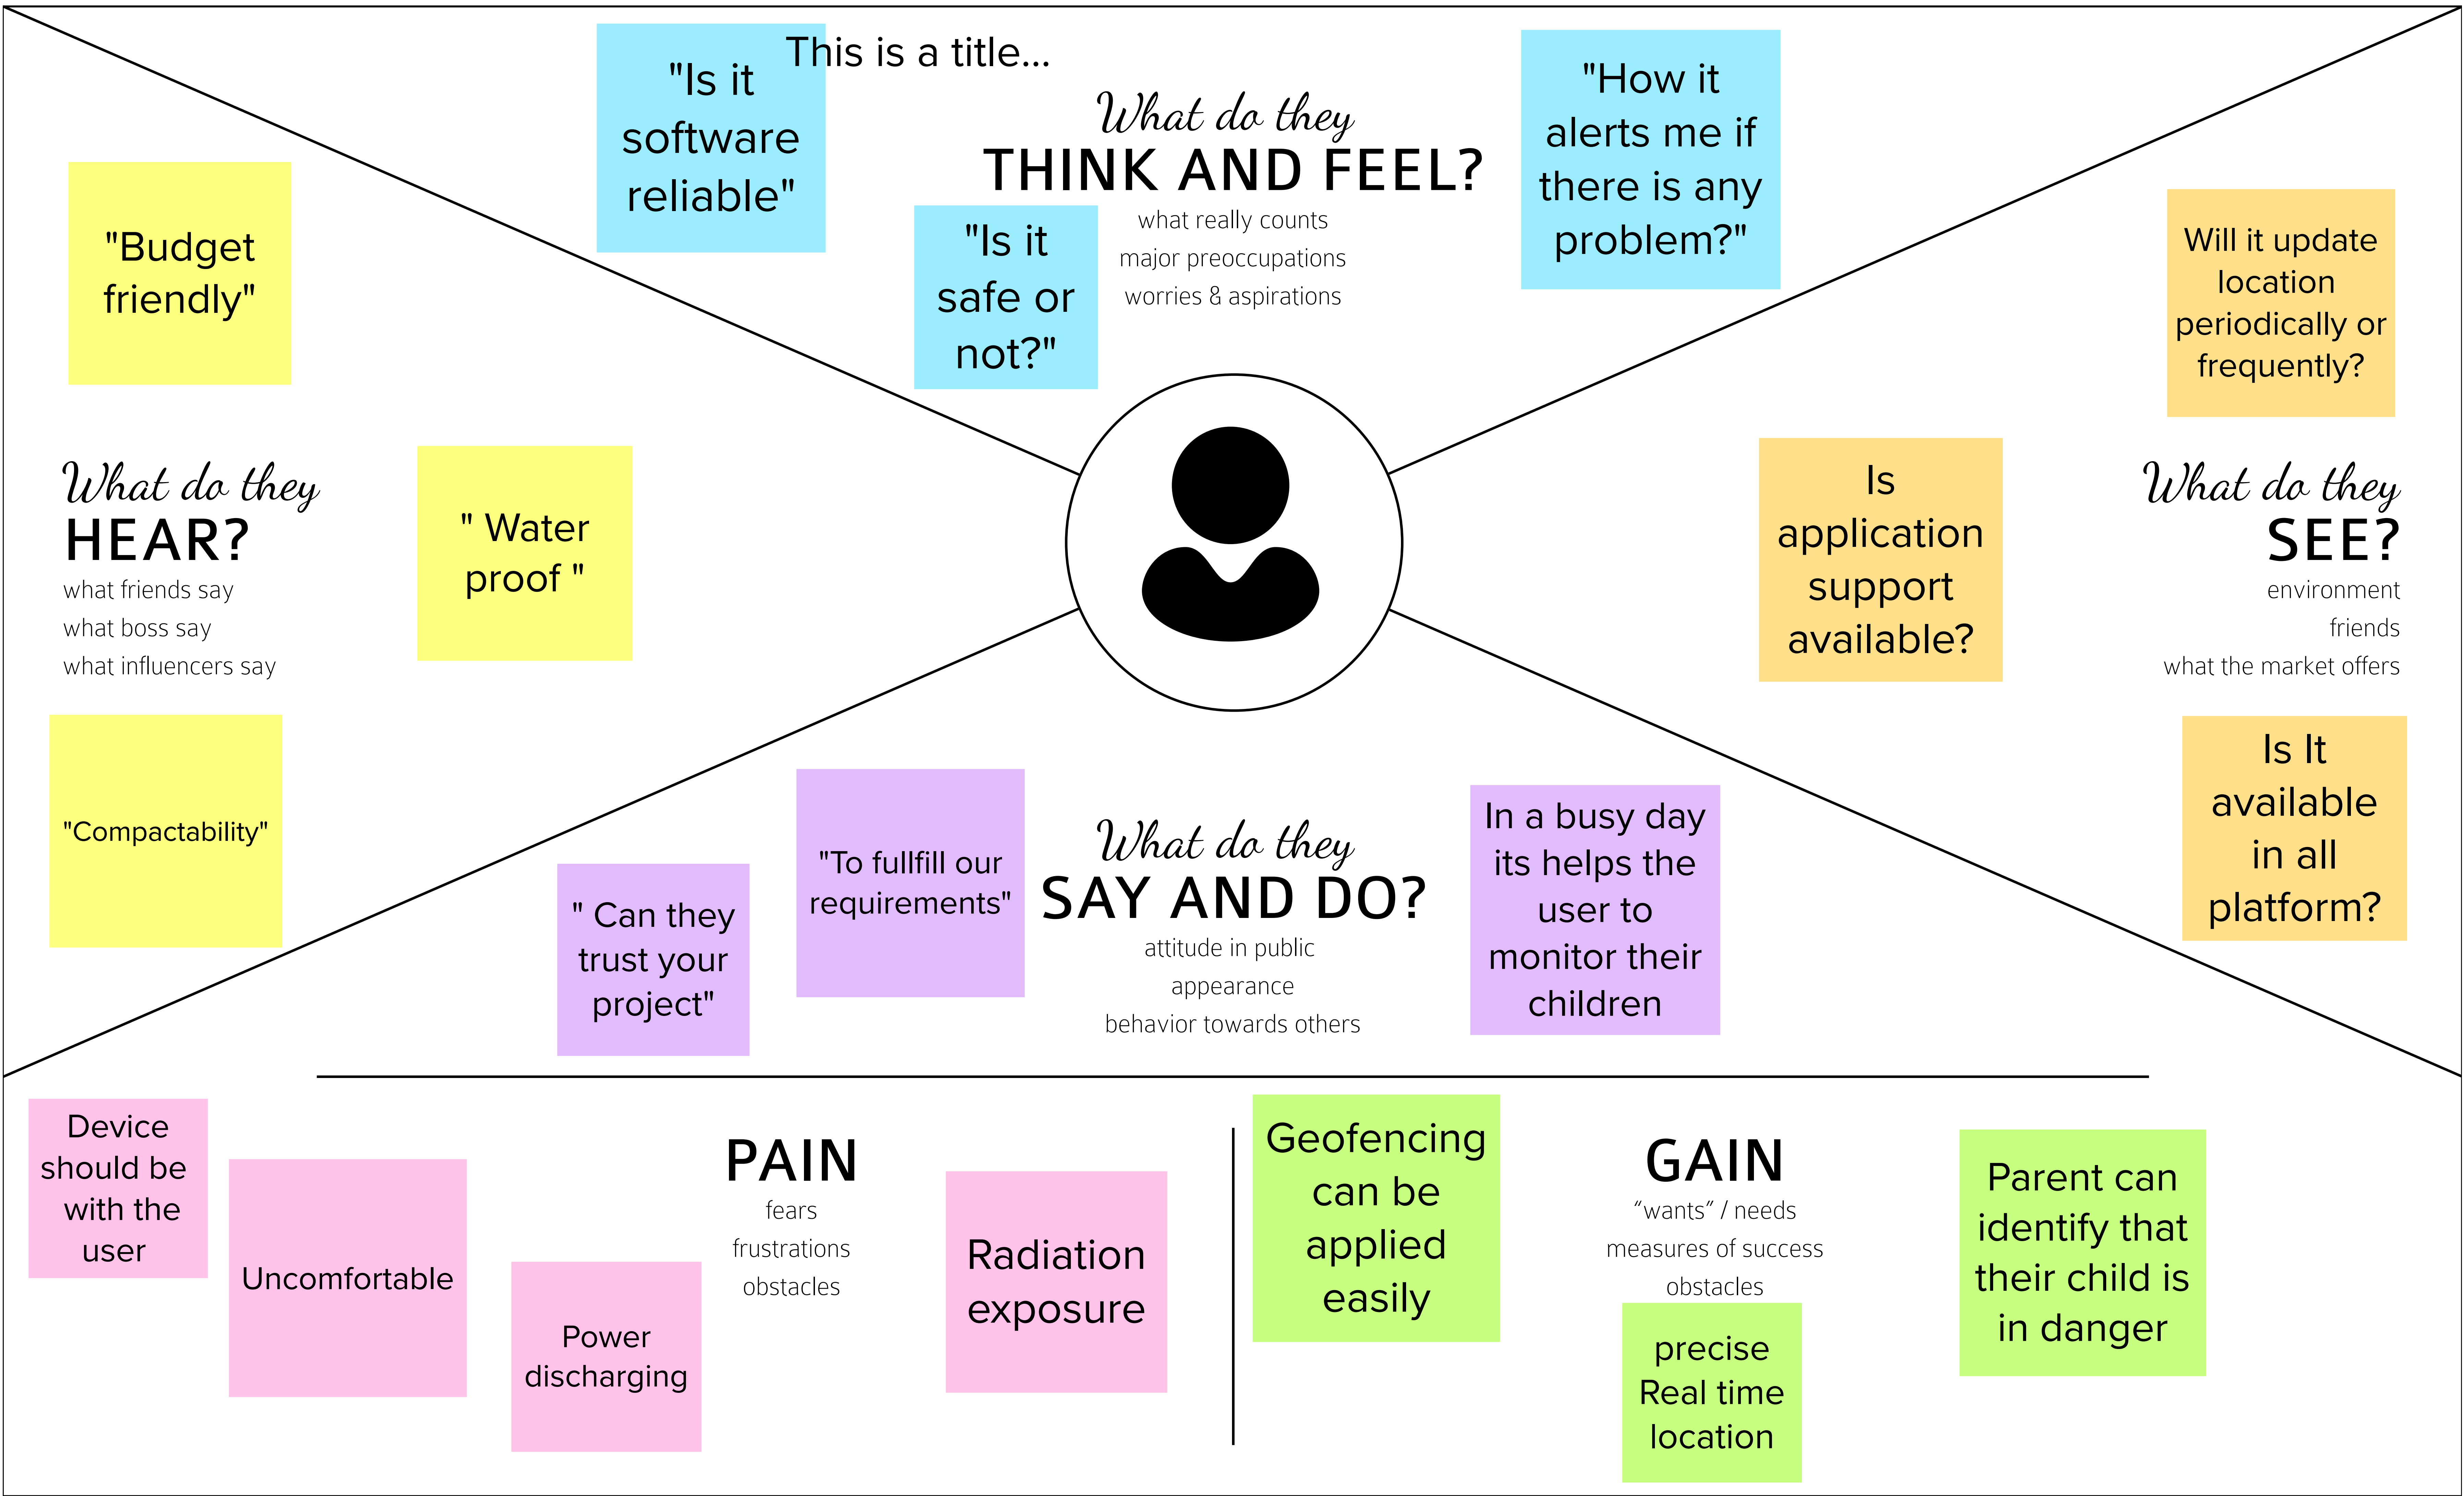 This is a title...
"Is it
software
reliable"
What do they
THINK AND FEEL?
what really counts
major preoccupations
worries & aspirations
"Is it
safe or
not?"
"How it
alerts me if
there is any
problem?"
"Budget
friendly"
What do they
HEAR?
what friends say
what boss say
what influencers say
" Water
proof "
"Compactability"
Will it update
location
periodically or
frequently?
Is
application
support
available?
What do they
SEE?
environment
friends
what the market offers
Is It
available
in all
platform?
" Can they
trust your
project"
"To fullfill our
requirements"
What do they
SAY AND DO?
attitude in public
appearance
behavior towards others
In a busy day
its helps the
user to
monitor their
children
Device
should be
with the
user
Uncomfortable
Power
discharging
PAIN
fears
frustrations
obstacles
Radiation
exposure
Geofencing
can be
applied
easily
GAIN
“wants” / needs
measures of success
obstacles
precise
Real time
location
Parent can
identify that
their child is
in danger